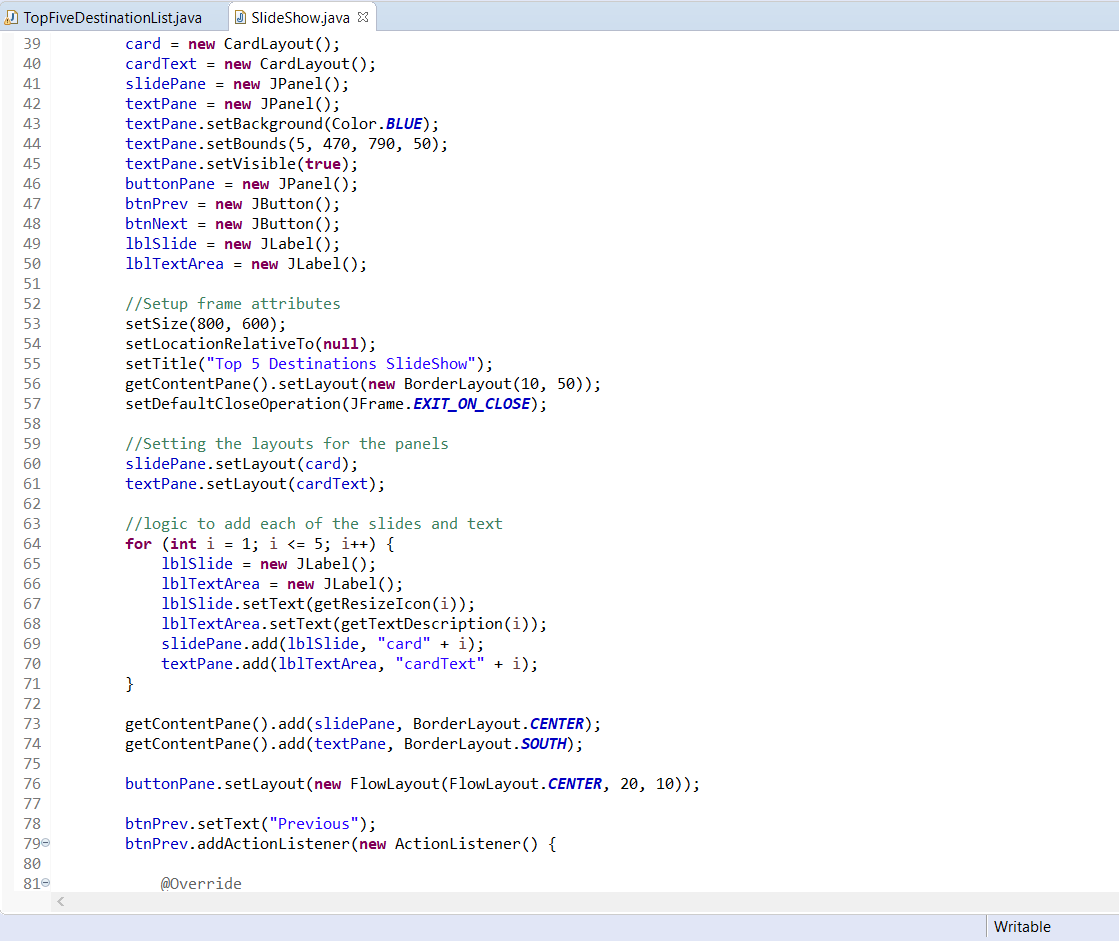 TopFiveDestinationList.java SlideShow.java
39 card = new CardLayout();
40 cardText = new CardLayout();
41 slidePane = new JPanel();
42 textPane = new JPanel();
43 textPane.setBackground(Color.BLUE);
44 textPane.setBounds(5, 470, 790, 50);
45 textPane.setVisible(true);
46 buttonPane = new JPanel();
47 btnPrev = new JButton();
48 btnNext = new JButton();
49 lblSlide = new JLabel();
50 lblTextArea = new JLabel();
51
52 //Setup frame attributes
53 setSize(800, 600);
54 setLocationRelativeTo(null);
55 setTitle("Top 5 Destinations SlideShow");
56 getContentPane().setLayout(new BorderLayout(10, 50));
57 setDefaultCloseOperation(JFrame.EXIT_ON_CLOSE);
58
59 //Setting the layouts for the panels
60 slidePane.setLayout(card);
61 textPane.setLayout(cardText);
62
63 //logic to add each of the slides and text
64 for (int i = 1; i <= 5; i++) {
65 lblSlide = new JLabel();
66 lblTextArea = new JLabel();
67 lblSlide.setText(getResizeIcon(i));
68 lblTextArea.setText(getTextDescription(i));
69 slidePane.add(lblSlide, "card" + i);
70 textPane.add(lblTextArea, "cardText" + i);
71 }
72
73 getContentPane().add(slidePane, BorderLayout.CENTER);
74 getContentPane().add(textPane, BorderLayout.SOUTH);
75
76 buttonPane.setLayout(new FlowLayout(FlowLayout.CENTER, 20, 10));
77
78 btnPrev.setText("Previous");
79 btnPrev.addActionListener(new ActionListener() {
80
81 @Override
Writable